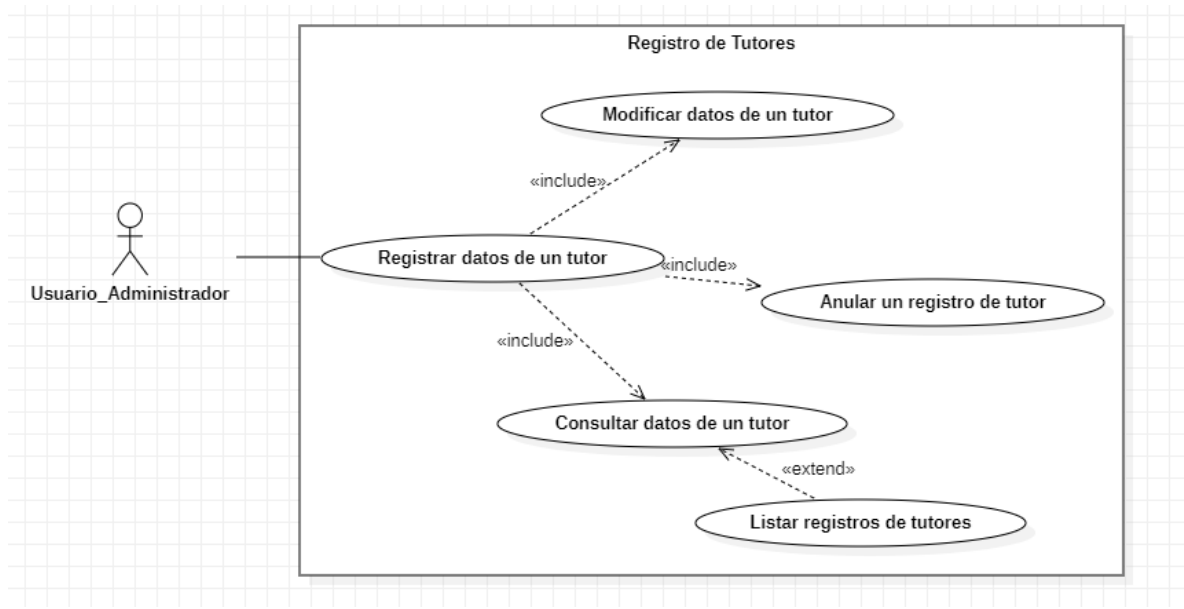 Registro de Tutores
Modificar datos de un tutor
«include»
Registrar datos de un tutor
«include»
Usuario_Administrador
Anular un registro de tutor
«include»
Consultar datos de un tutor
«extend»
Listar registros de tutores